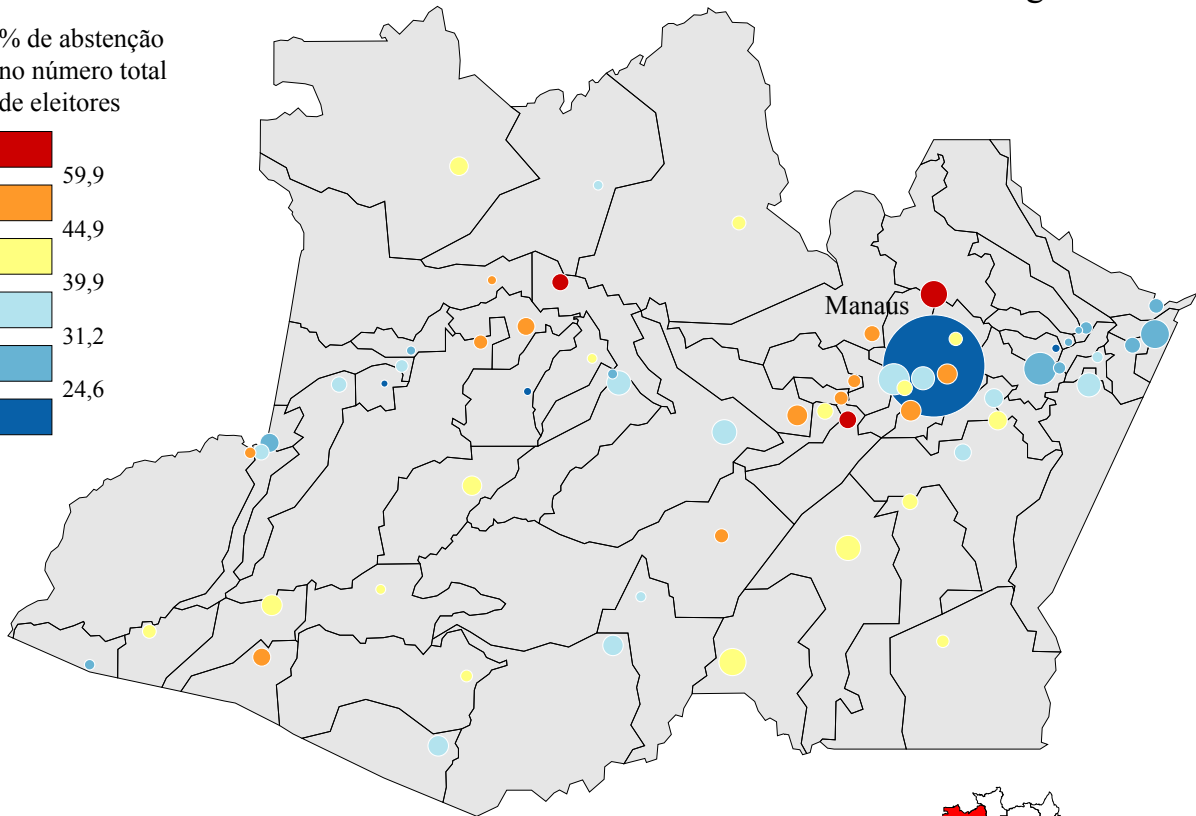 % de abstenção
no número total
de eleitores
59,9
44,9
39,9
31,2
24,6
Manaus